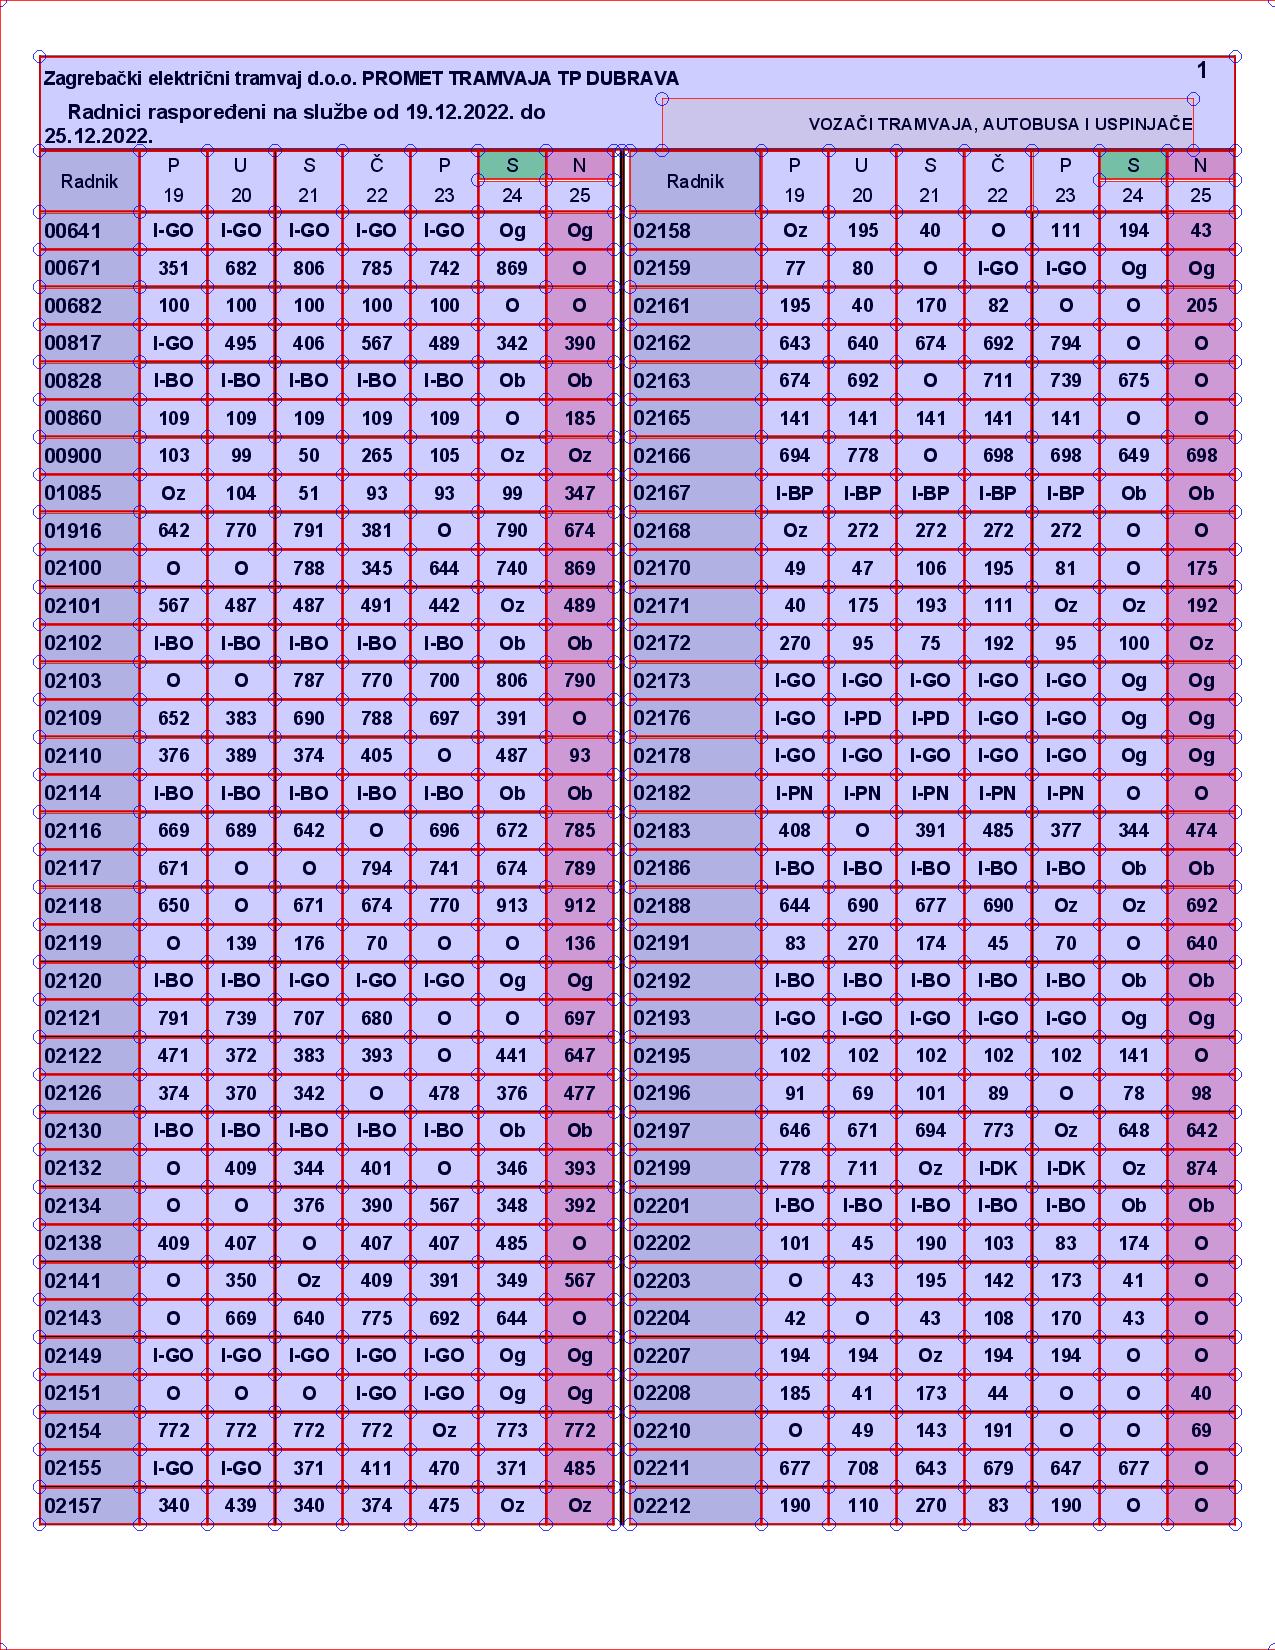 1
Zagrebački električni tramvaj d.o.o. PROMET TRAMVAJA TP DUBRAVA
Radnici raspoređeni na službe od 19.12.2022. do
25.12.2022.
VOZAČI TRAMVAJA, AUTOBUSA I USPINJAČE
Radnik P U S Č P S N Radnik P U S Č P S N
19 20 21 22 23 24 25 19 20 21 22 23 24 25
00641 I-GO I-GO I-GO I-GO I-GO Og Og 02158 Oz 195 40 O 111 194 43
00671 351 682 806 785 742 869 O 02159 77 80 O I-GO I-GO Og Og
00682 100 100 100 100 100 O O 02161 195 40 170 82 O O 205
00817 I-GO 495 406 567 489 342 390 02162 643 640 674 692 794 O O
00828 I-BO I-BO I-BO I-BO I-BO Ob Ob 02163 674 692 O 711 739 675 O
00860 109 109 109 109 109 O 185 02165 141 141 141 141 141 O O
00900 103 99 50 265 105 Oz Oz 02166 694 778 O 698 698 649 698
01085 Oz 104 51 93 93 99 347 02167 I-BP I-BP I-BP I-BP I-BP Ob Ob
01916 642 770 791 381 O 790 674 02168 Oz 272 272 272 272 O O
02100 O O 788 345 644 740 869 02170 49 47 106 195 81 O 175
02101 567 487 487 491 442 Oz 489 02171 40 175 193 111 Oz Oz 192
02102 I-BO I-BO I-BO I-BO I-BO Ob Ob 02172 270 95 75 192 95 100 Oz
02103 O O 787 770 700 806 790 02173 I-GO I-GO I-GO I-GO I-GO Og Og
02109 652 383 690 788 697 391 O 02176 I-GO I-PD I-PD I-GO I-GO Og Og
02110 376 389 374 405 O 487 93 02178 I-GO I-GO I-GO I-GO I-GO Og Og
02114 I-BO I-BO I-BO I-BO I-BO Ob Ob 02182 I-PN I-PN I-PN I-PN I-PN O O
02116 669 689 642 O 696 672 785 02183 408 O 391 485 377 344 474
02117 671 O O 794 741 674 789 02186 I-BO I-BO I-BO I-BO I-BO Ob Ob
02118 650 O 671 674 770 913 912 02188 644 690 677 690 Oz Oz 692
02119 O 139 176 70 O O 136 02191 83 270 174 45 70 O 640
02120 I-BO I-BO I-GO I-GO I-GO Og Og 02192 I-BO I-BO I-BO I-BO I-BO Ob Ob
02121 791 739 707 680 O O 697 02193 I-GO I-GO I-GO I-GO I-GO Og Og
02122 471 372 383 393 O 441 647 02195 102 102 102 102 102 141 O
02126 374 370 342 O 478 376 477 02196 91 69 101 89 O 78 98
02130 I-BO I-BO I-BO I-BO I-BO Ob Ob 02197 646 671 694 773 Oz 648 642
02132 O 409 344 401 O 346 393 02199 778 711 Oz I-DK I-DK Oz 874
02134 O O 376 390 567 348 392 02201 I-BO I-BO I-BO I-BO I-BO Ob Ob
02138 409 407 O 407 407 485 O 02202 101 45 190 103 83 174 O
02141 O 350 Oz 409 391 349 567 02203 O 43 195 142 173 41 O
02143 O 669 640 775 692 644 O 02204 42 O 43 108 170 43 O
02149 I-GO I-GO I-GO I-GO I-GO Og Og 02207 194 194 Oz 194 194 O O
02151 O O O I-GO I-GO Og Og 02208 185 41 173 44 O O 40
02154 772 772 772 772 Oz 773 772 02210 O 49 143 191 O O 69
02155 I-GO I-GO 371 411 470 371 485 02211 677 708 643 679 647 677 O
02157 340 439 340 374 475 Oz Oz 02212 190 110 270 83 190 O O